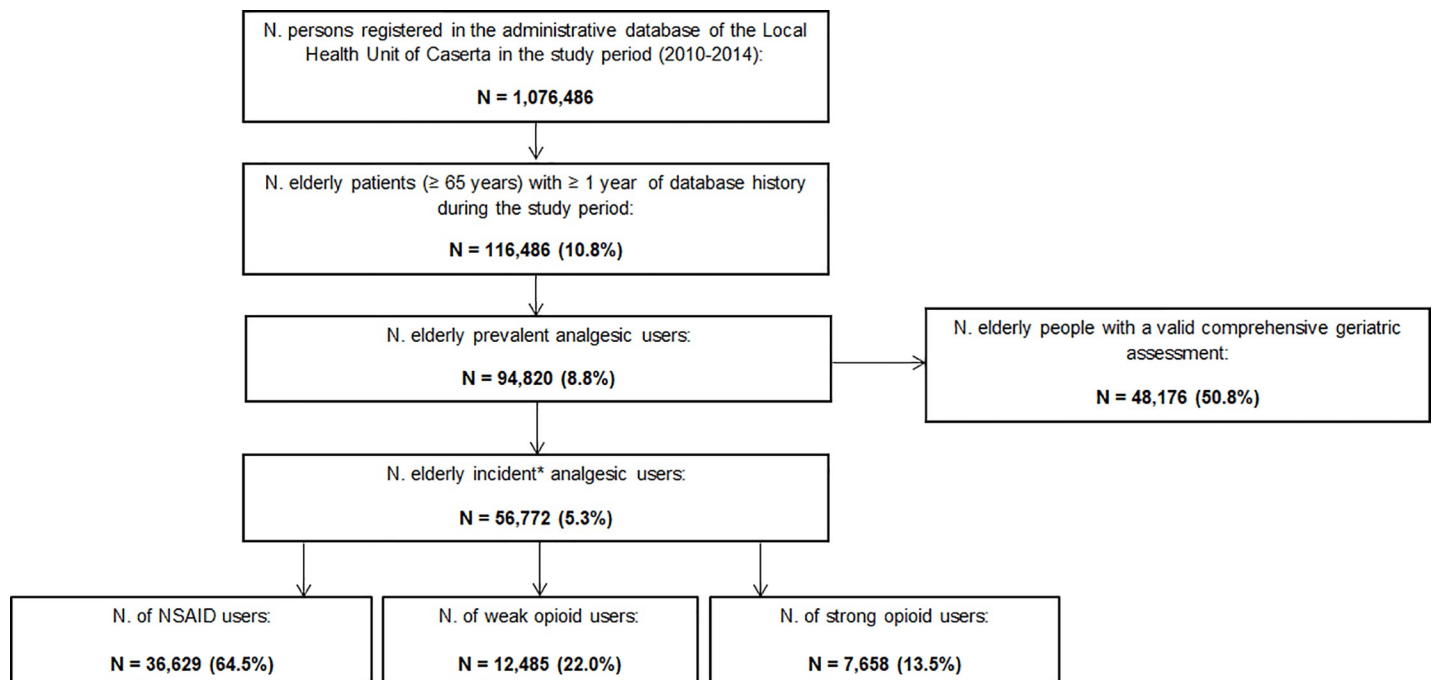 N. persons registered in the administrative database of the Local
Health Unit of Caserta in the study period (2010-2014):
N = 1,076,486
N. elderly patients (≥ 65 years) with ≥ 1 year of database history
during the study period:
N = 116,486 (10.8%)
N. elderly prevalent analgesic users:
N = 94,820 (8.8%)
N. elderly people with a valid comprehensive geriatric
assessment:
N = 48,176 (50.8%)
N. elderly incident* analgesic users:
N = 56,772 (5.3%)
N. of NSAID users:
N = 36,629 (64.5%)
N. of weak opioid users:
N = 12,485 (22.0%)
N. of strong opioid users:
N = 7,658 (13.5%)